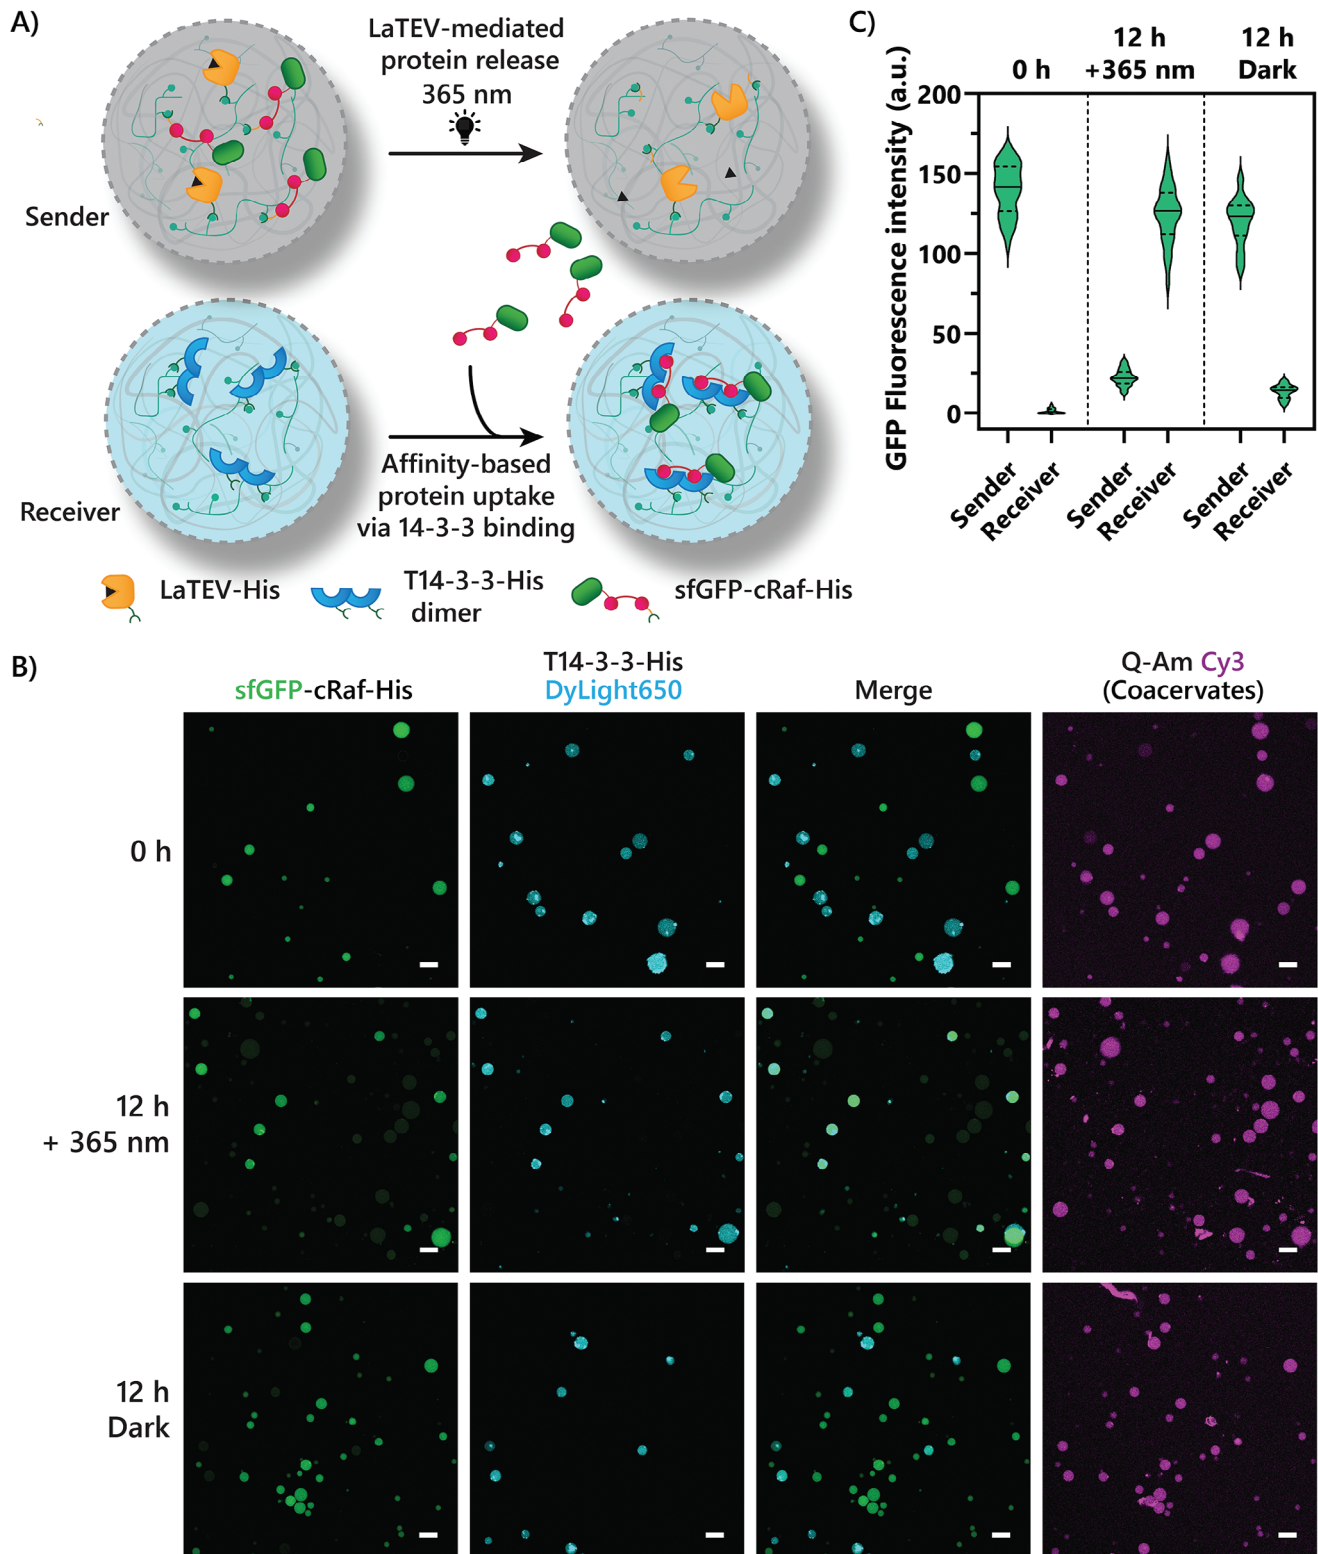 A)
LaTEV-mediated
protein release
365 nm
Sender
Receiver
Affinity-based
protein uptake
via 14-3-3 binding
LaTEV-His
T14-3-3-His
dimer
sfGFP-cRaf-His
C)
0 h
12 h
+365 nm
12 h
Dark
GFP Fluorescence intensity (a.u.)
200
150
100
50
0
Sender
Receiver
Sender
Receiver
Sender
Receiver
B)
sfGFP-cRaf-His
T14-3-3-His
DyLight650
Merge
Q-Am Cy3
(Coacervates)
0 h
12 h
+ 365 nm
12 h
Dark